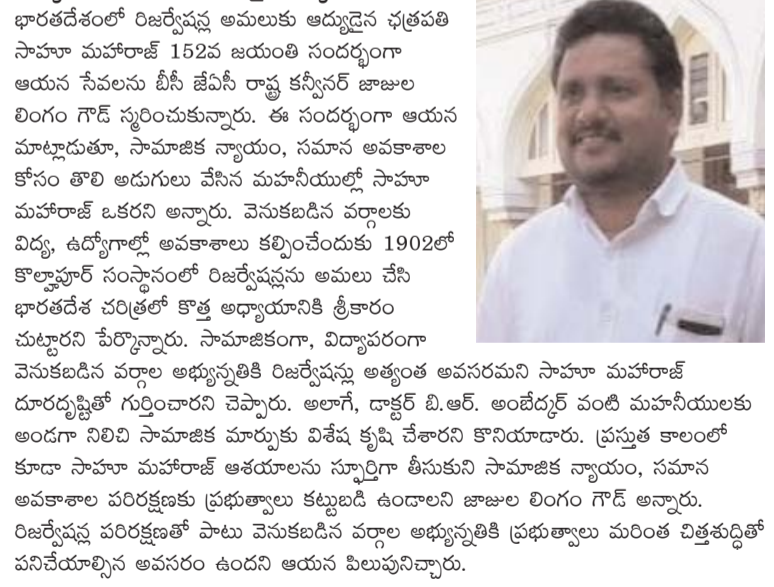 భారతదేశంలో రిజర్వేషన్ల అమలుకు ఆద్యుడైన ఛత్రపతి
సాహూ మహారాజ్ 152వ జయంతి సందర్భంగా
ఆయన సేవలను బీసీ జేఏసీ రాష్ట్ర కన్వీనర్ జాజుల
లింగం గౌడ్ స్మరించుకున్నారు. ఈ సందర్భంగా ఆయన
మాట్లాడుతూ, సామాజిక న్యాయం, సమాన అవకాశాల
కోసం తొలి అడుగులు వేసిన మహనీయుల్లో సాహూ
మహారాజ్ ఒకరని అన్నారు. వెనుకబడిన వర్గాలకు
విద్య, ఉద్యోగాల్లో అవకాశాలు కల్పించేందుకు 1902లో
కొల్హాపూర్ సంస్థానంలో రిజర్వేషన్లను అమలు చేసి
భారతదేశ చరిత్రలో కొత్త అధ్యాయానికి శ్రీకారం
చుట్టారని పేర్కొన్నారు. సామాజికంగా, విద్యాపరంగా
వెనుకబడిన వర్గాల అభ్యున్నతికి రిజర్వేషన్లు అత్యంత అవసరమని సాహూ మహారాజ్
దూరదృష్టితో గుర్తించారని చెప్పారు. అలాగే, డాక్టర్ బి.ఆర్. అంబేద్కర్ వంటి మహనీయులకు
అండగా నిలిచి సామాజిక మార్పుకు విశేష కృషి చేశారని కొనియాడారు. ప్రస్తుత కాలంలో
కూడా సాహూ మహారాజ్ ఆశయాలను స్ఫూర్తిగా తీసుకుని సామాజిక న్యాయం, సమాన
అవకాశాల పరిరక్షణకు ప్రభుత్వాలు కట్టుబడి ఉండాలని జాజుల లింగం గౌడ్ అన్నారు.
రిజర్వేషన్ల పరిరక్షణతో పాటు వెనుకబడిన వర్గాల అభ్యున్నతికి ప్రభుత్వాలు మరింత చిత్తశుద్ధితో
పనిచేయాల్సిన అవసరం ఉందని ఆయన పిలుపునిచ్చారు.